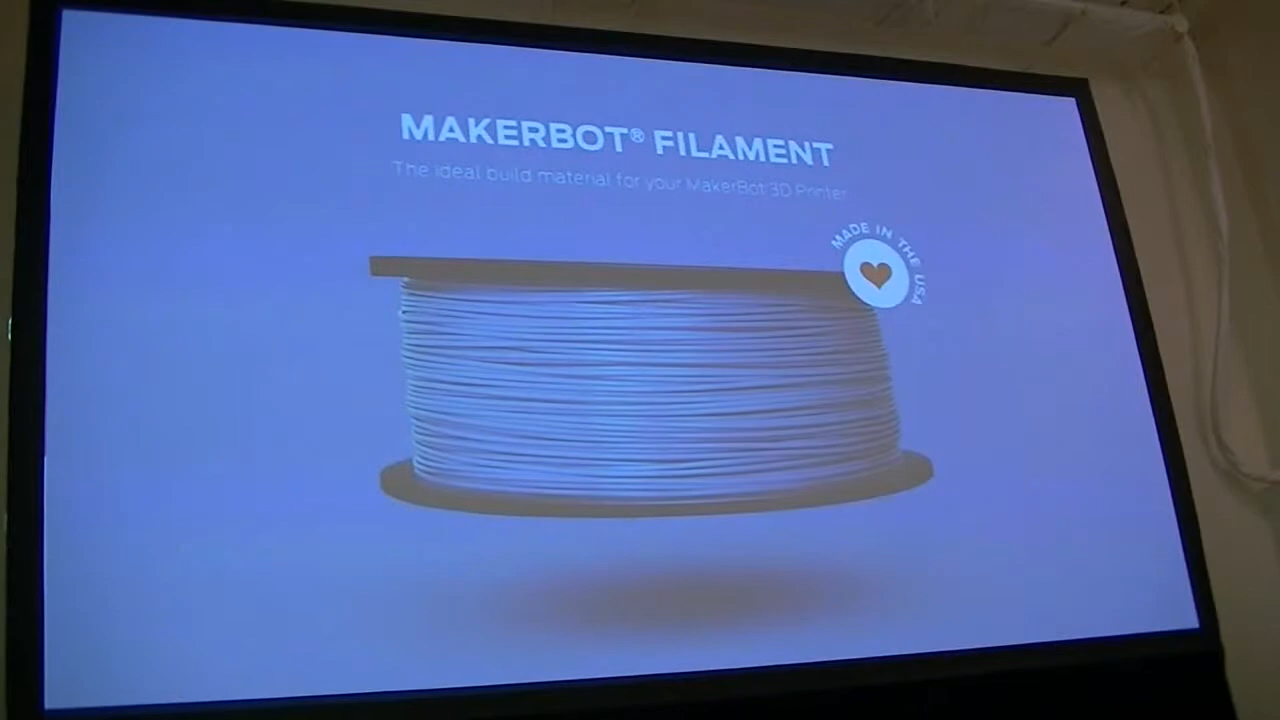 MAKERBOT® FILAMENT
The ideal build material for your MakerBot 3D Printer
MADE IN THE USA